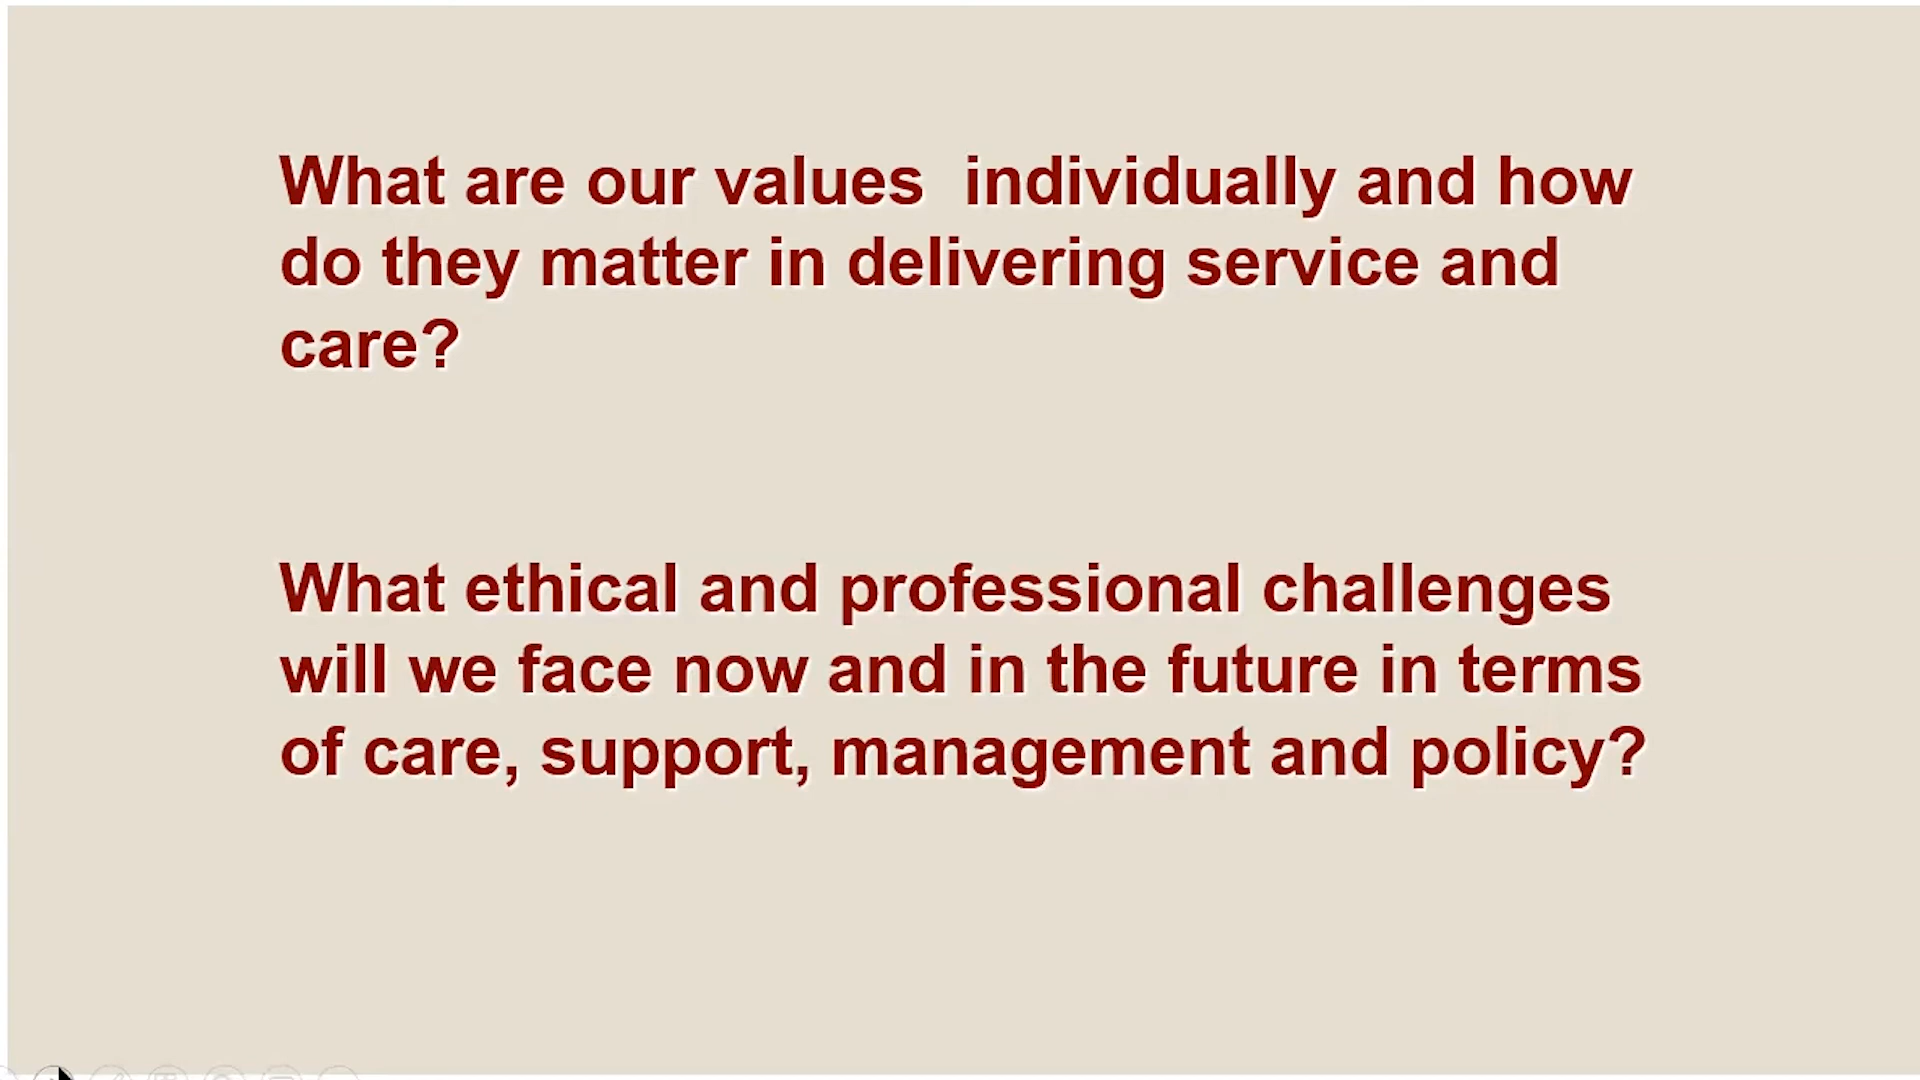 What are our values  individually and how
do they matter in delivering service and
care?
What ethical and professional challenges
will we face now and in the future in terms
of care, support, management and policy?